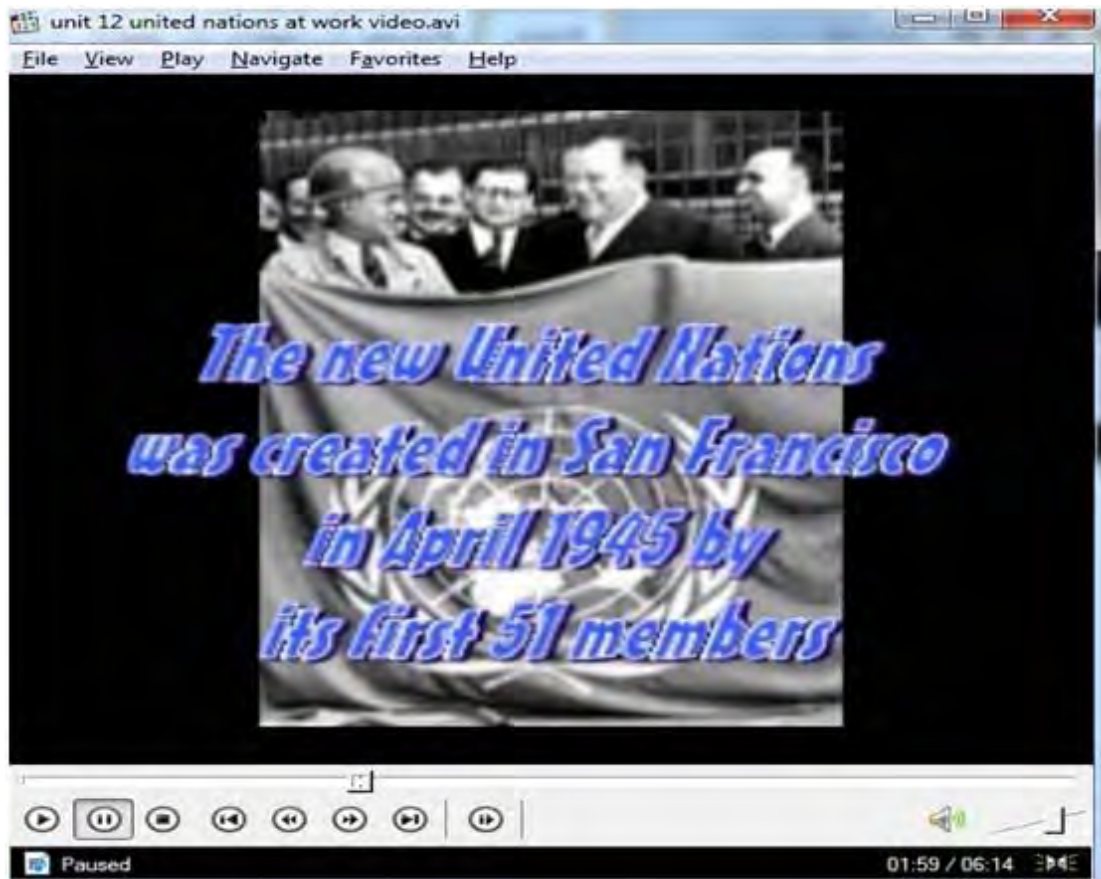 unit 12 united nations at work video.avi
File View Play Navigate Favorites Help
The new United Nations
was created in San Francisco
in April 1945 by
its first 51 members
Paused
01:59 / 06:14